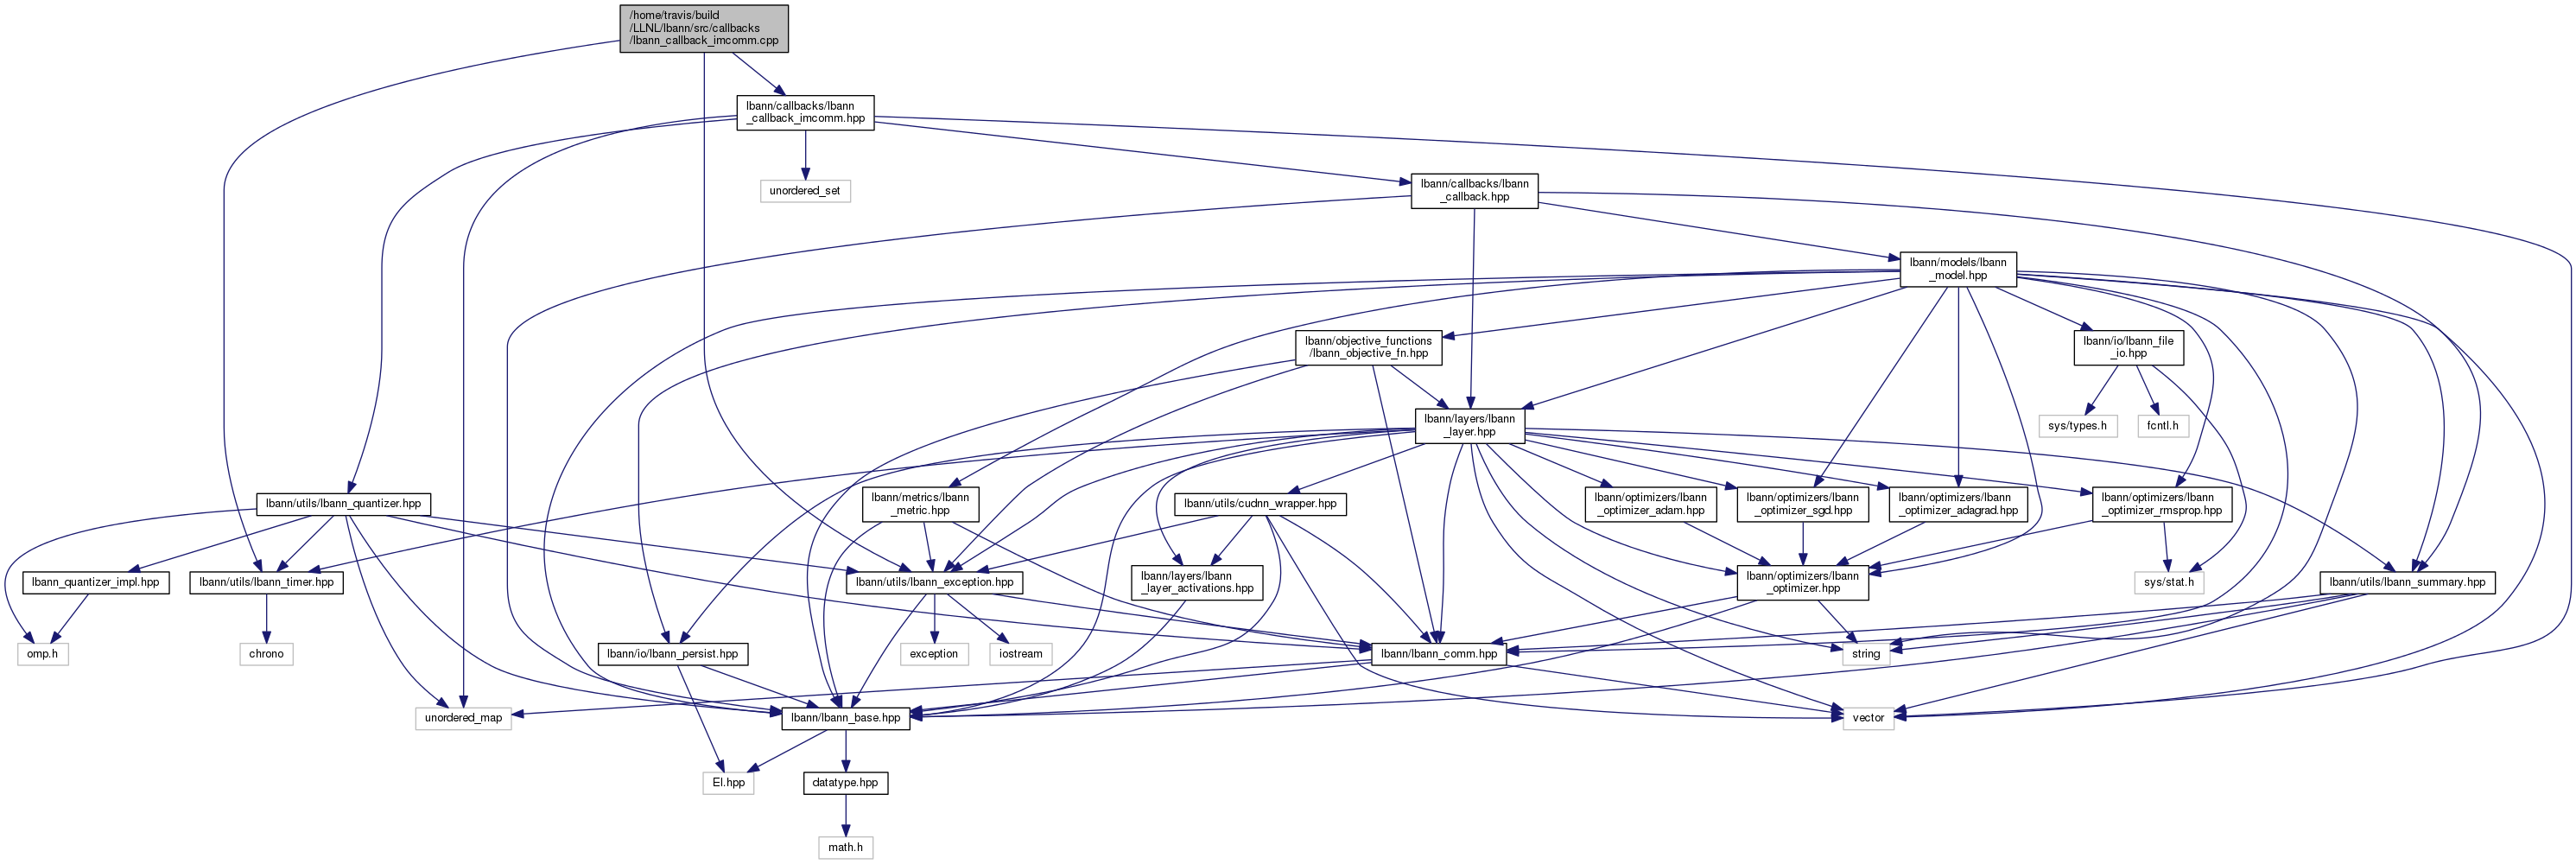 /home/travis/build
/LLNL/lbann/src/callbacks
/lbann_callback_imcomm.cpp
lbann/callbacks/lbann
_callback_imcomm.hpp
unordered_set
lbann/callbacks/lbann
_callback.hpp
lbann/models/lbann
_model.hpp
lbann/objective_functions
/lbann_objective_fn.hpp
lbann/io/lbann_file
_io.hpp
lbann/layers/lbann
_layer.hpp
sys/types.h
fcntl.h
lbann/utils/lbann_quantizer.hpp
lbann/metrics/lbann
_metric.hpp
lbann/utils/cudnn_wrapper.hpp
lbann/optimizers/lbann
_optimizer_adam.hpp
lbann/optimizers/lbann
_optimizer_sgd.hpp
lbann/optimizers/lbann
_optimizer_adagrad.hpp
lbann/optimizers/lbann
_optimizer_rmsprop.hpp
lbann_quantizer_impl.hpp
lbann/utils/lbann_timer.hpp
lbann/utils/lbann_exception.hpp
lbann/layers/lbann
_layer_activations.hpp
lbann/optimizers/lbann
_optimizer.hpp
sys/stat.h
lbann/utils/lbann_summary.hpp
omp.h
chrono
lbann/io/lbann_persist.hpp
exception
iostream
lbann/lbann_comm.hpp
string
unordered_map
lbann/lbann_base.hpp
vector
El.hpp
datatype.hpp
math.h